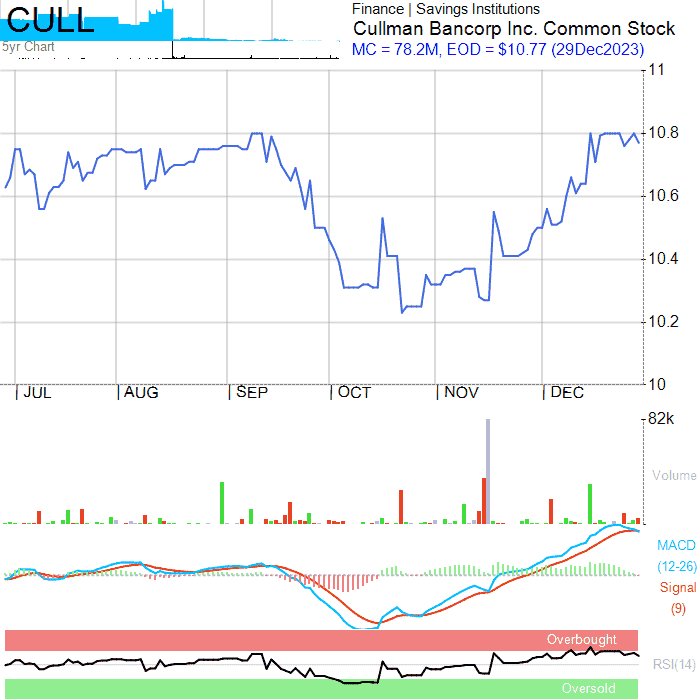 CULL
5yr Chart
Finance | Savings Institutions
Cullman Bancorp Inc. Common Stock
MC = 78.2M, EOD = $10.77 (29Dec2023)
11
10.8
10.6
10.4
10.2
10
JUL AUG SEP OCT NOV DEC
82k
Volume
MACD
(12-26)
Signal
(9)
Overbought
RSI(14)
Oversold